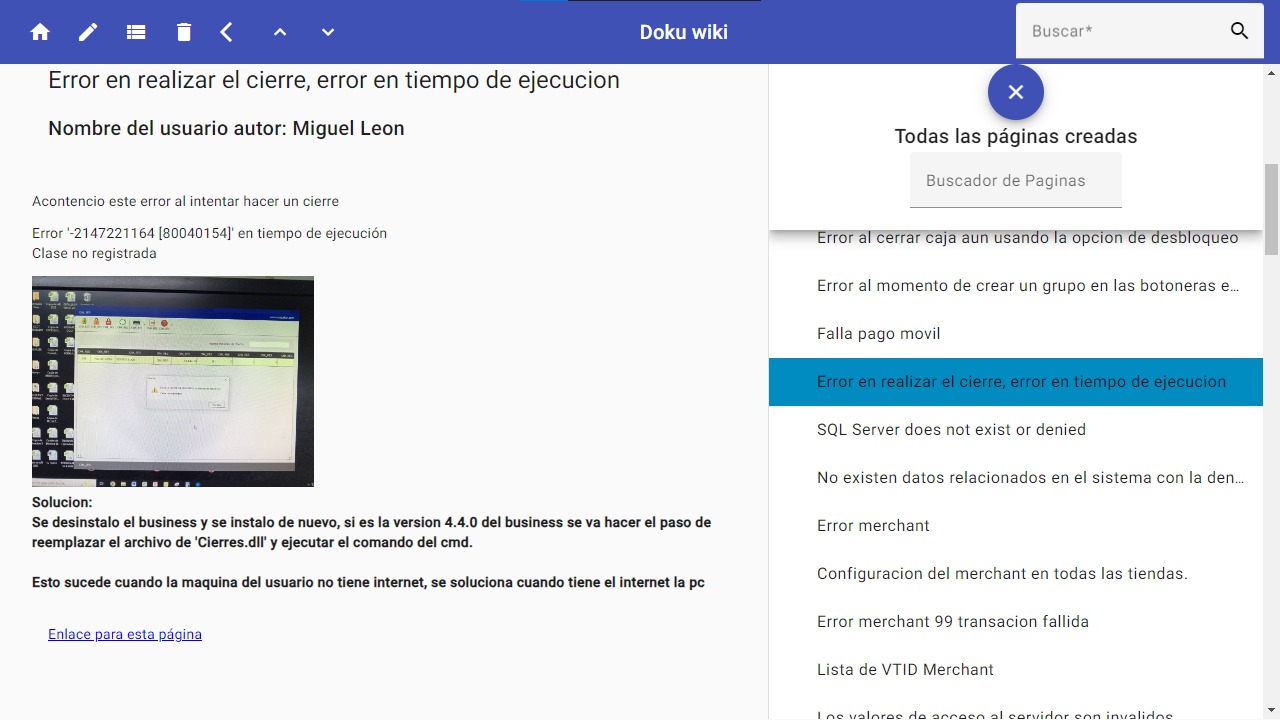 Doku wiki
Buscar*
Error en realizar el cierre, error en tiempo de ejecucion
Nombre del usuario autor: Miguel Leon
Acontencio este error al intentar hacer un cierre
Error '-2147221164 [80040154]' en tiempo de ejecución
Clase no registrada
Solucion:
Se desinstalo el business y se instalo de nuevo, si es la version 4.4.0 del business se va hacer el paso de
reemplazar el archivo de 'Cierres.dll' y ejecutar el comando del cmd.
Esto sucede cuando la maquina del usuario no tiene internet, se soluciona cuando tiene el internet la pc
Enlace para esta página
Todas las páginas creadas
Buscador de Paginas
Error al cerrar caja aun usando la opcion de desbloqueo
Error al momento de crear un grupo en las botoneras e...
Falla pago movil
Error en realizar el cierre, error en tiempo de ejecucion
SQL Server does not exist or denied
No existen datos relacionados en el sistema con la den...
Error merchant
Configuracion del merchant en todas las tiendas.
Error merchant 99 transacion fallida
Lista de VTID Merchant
Los valores de acceso al servidor son invalidos